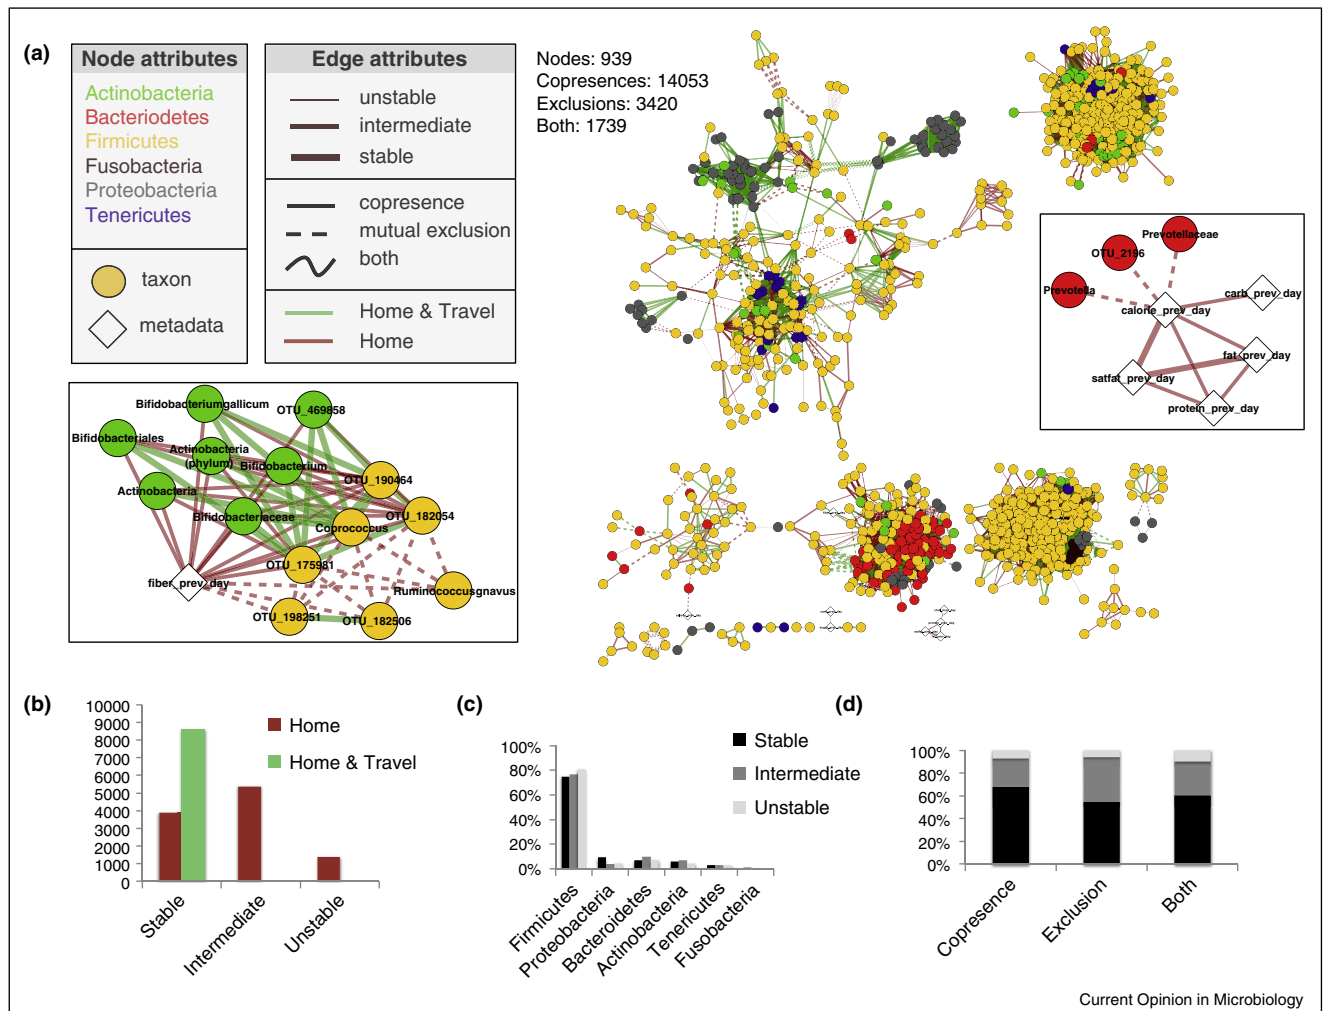 (a)
Node attributes
Actinobacteria
Bacteriodetes
Firmicutes
Fusobacteria
Proteobacteria
Tenericutes
taxon
metadata
Edge attributes
unstable
intermediate
stable
copresence
mutual exclusion
both
Home & Travel
Home
Nodes: 939
Copresences: 14053
Exclusions: 3420
Both: 1739
Prevotellaceae
OTU_2196
Prevotella
carb_prev_day
calorie_prev_day
fat_prev_day
satfat_prev_day
protein_prev_day
Bifidobacteriumgallicum
OTU_469858
Bifidobacteriales
Actinobacteria
(phylum)
Bifidobacterium
OTU_190464
Actinobacteria
Bifidobacteriaceae
OTU_182054
Coprococcus
OTU_175981
fiber_prev_day
Ruminococcusgnavus
OTU_198251
OTU_182506
(b)
10000
9000
8000
7000
6000
5000
4000
3000
2000
1000
0
Home
Home & Travel
Stable
Intermediate
Unstable
(c)
100%
80%
60%
40%
20%
0%
Stable
Intermediate
Unstable
Firmicutes
Proteobacteria
Bacteroidetes
Actinobacteria
Tenericutes
Fusobacteria
(d)
100%
80%
60%
40%
20%
0%
Copresence
Exclusion
Both
Current Opinion in Microbiology